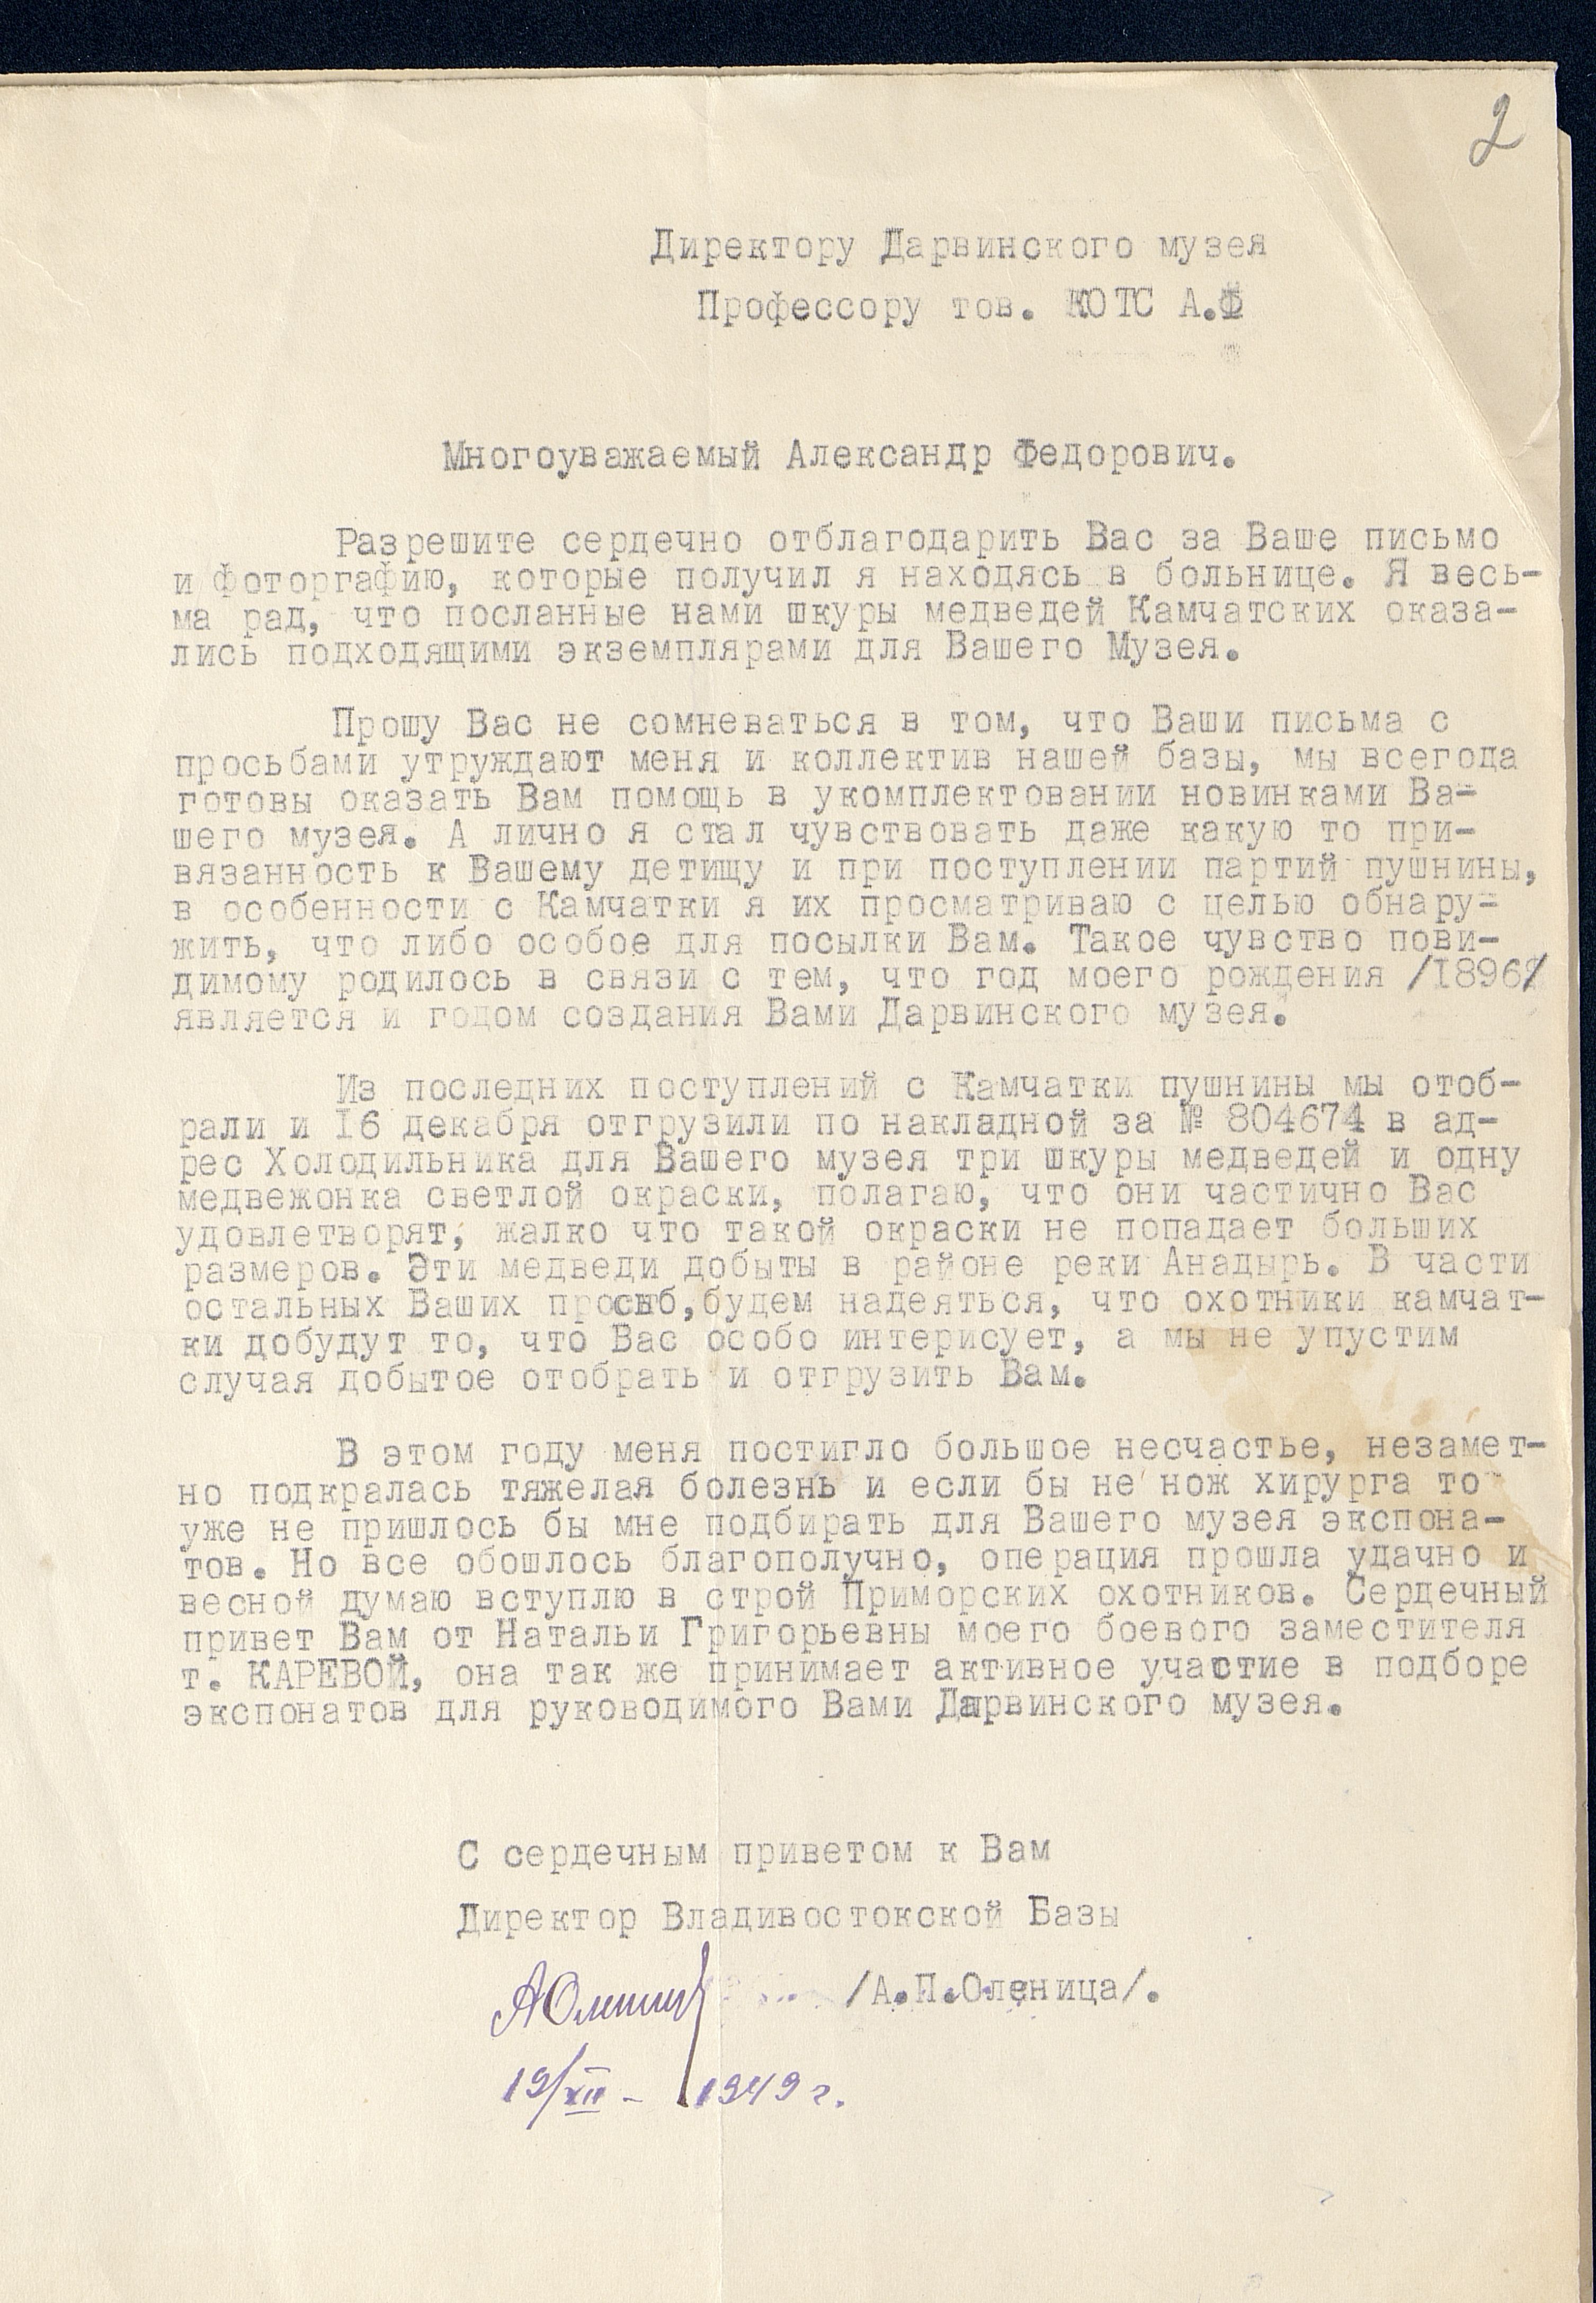 2
Директору Дарвинского музея
Профессору тов. КОТС А.Ф
Многоуважаемый Александр Федорович.
Разрешите сердечно отблагодарить Вас за Ваше письмо
и фоторгафию, которые получил я находясь в больнице. Я весь-
ма рад, что посланные нами шкуры медведей Камчатских оказа-
лись подходящими экземплярами для Вашего Музея.
Прошу Вас не сомневаться в том, что Ваши письма с
просьбами утруждают меня и коллектив нашей базы, мы всегода
готовы оказать Вам помощь в укомплектовании новинками Ва-
шего музея. А лично я стал чувствовать даже какую то при-
вязанность к Вашему детищу и при поступлении партий пушнины,
в особенности с Камчатки я их просматриваю с целью обнару-
жить, что либо особое для посылки Вам. Такое чувство пови-
димому родилось в связи с тем, что год моего рождения /1896/
является и годом создания Вами Дарвинского музея.
Из последних поступлений с Камчатки пушнины мы отоб-
рали и 16 декабря отгрузили по накладной за № 804674 в ад-
рес Холодильника для Вашего музея три шкуры медведей и одну
медвежонка светлой окраски, полагаю, что они частично Вас
удовлетворят, жалко что такой окраски не попадает больших
размеров. Эти медведи добыты в районе реки Анадырь. В части
остальных Ваших просьб, будем надеяться, что охотники камчат-
ки добудут то, что Вас особо интерисует, а мы не упустим
случая добытое отобрать и отгрузить Вам.
В этом году меня постигло большое несчастье, незамет-
но подкралась тяжелая болезнь и если бы не нож хирурга то
уже не пришлось бы мне подбирать для Вашего музея экспона-
тов. Но все обошлось благополучно, операция прошла удачно и
весной думаю вступлю в строй Приморских охотников. Сердечный
привет Вам от Натальи Григорьевны моего боевого заместителя
т. КАРЕВОЙ, она так же принимает активное участие в подборе
экспонатов для руководимого Вами Дарвинского музея.
С сердечным приветом к Вам
Директор Владивостокской Базы
/А.П.Оленица/.
19/XII - 1949 г.